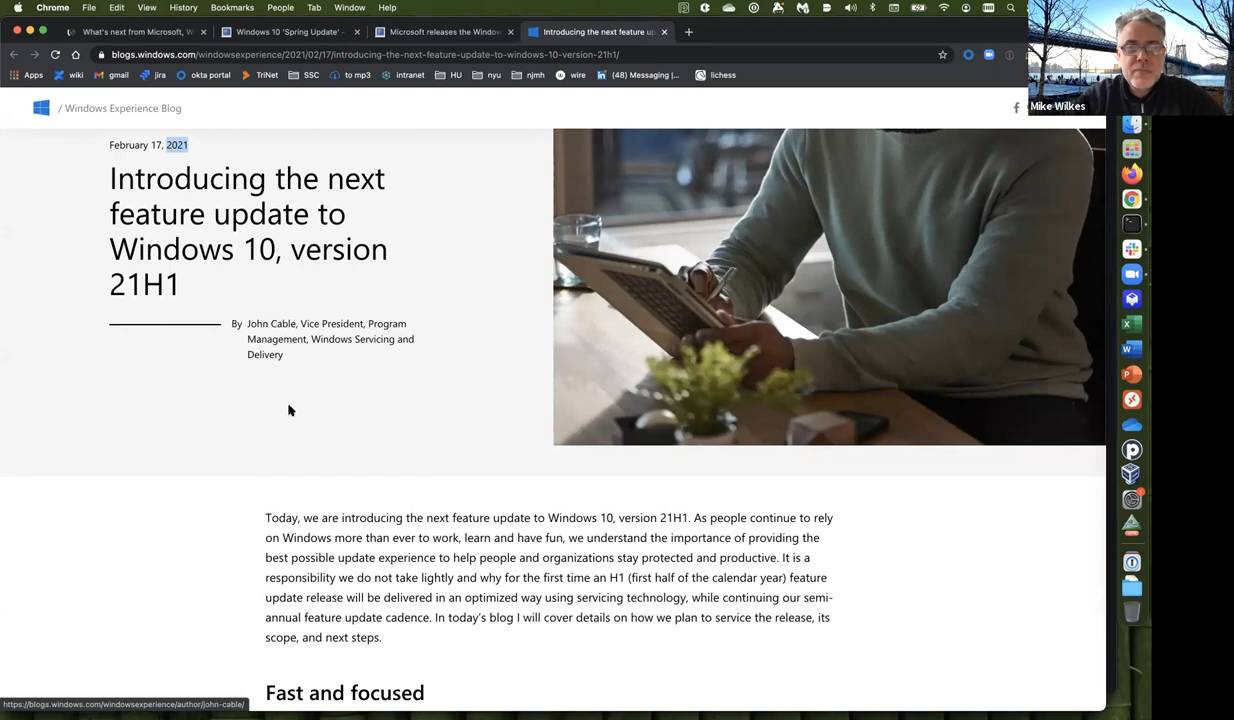 Chrome File Edit View History Bookmarks People Tab Window Help
What's next from Microsoft, W
Windows 10 'Spring Update' -
Microsoft releases the Window
Introducing the next feature up
blogs.windows.com/windowsexperience/2021/02/17/introducing-the-next-feature-update-to-windows-10-version-21h1/
Apps wiki gmail jira okta portal TriNet SSC to mp3 intranet HU nyu njmh wire (48) Messaging |... lichess
Mike Wilkes
/ Windows Experience Blog
February 17, 2021
Introducing the next
feature update to
Windows 10, version
21H1
By John Cable, Vice President, Program
Management, Windows Servicing and
Delivery
Today, we are introducing the next feature update to Windows 10, version 21H1. As people continue to rely
on Windows more than ever to work, learn and have fun, we understand the importance of providing the
best possible update experience to help people and organizations stay protected and productive. It is a
responsibility we do not take lightly and why for the first time an H1 (first half of the calendar year) feature
update release will be delivered in an optimized way using servicing technology, while continuing our semi-
annual feature update cadence. In today's blog I will cover details on how we plan to service the release, its
scope, and next steps.
Fast and focused
https://blogs.windows.com/windowsexperience/author/john-cable/